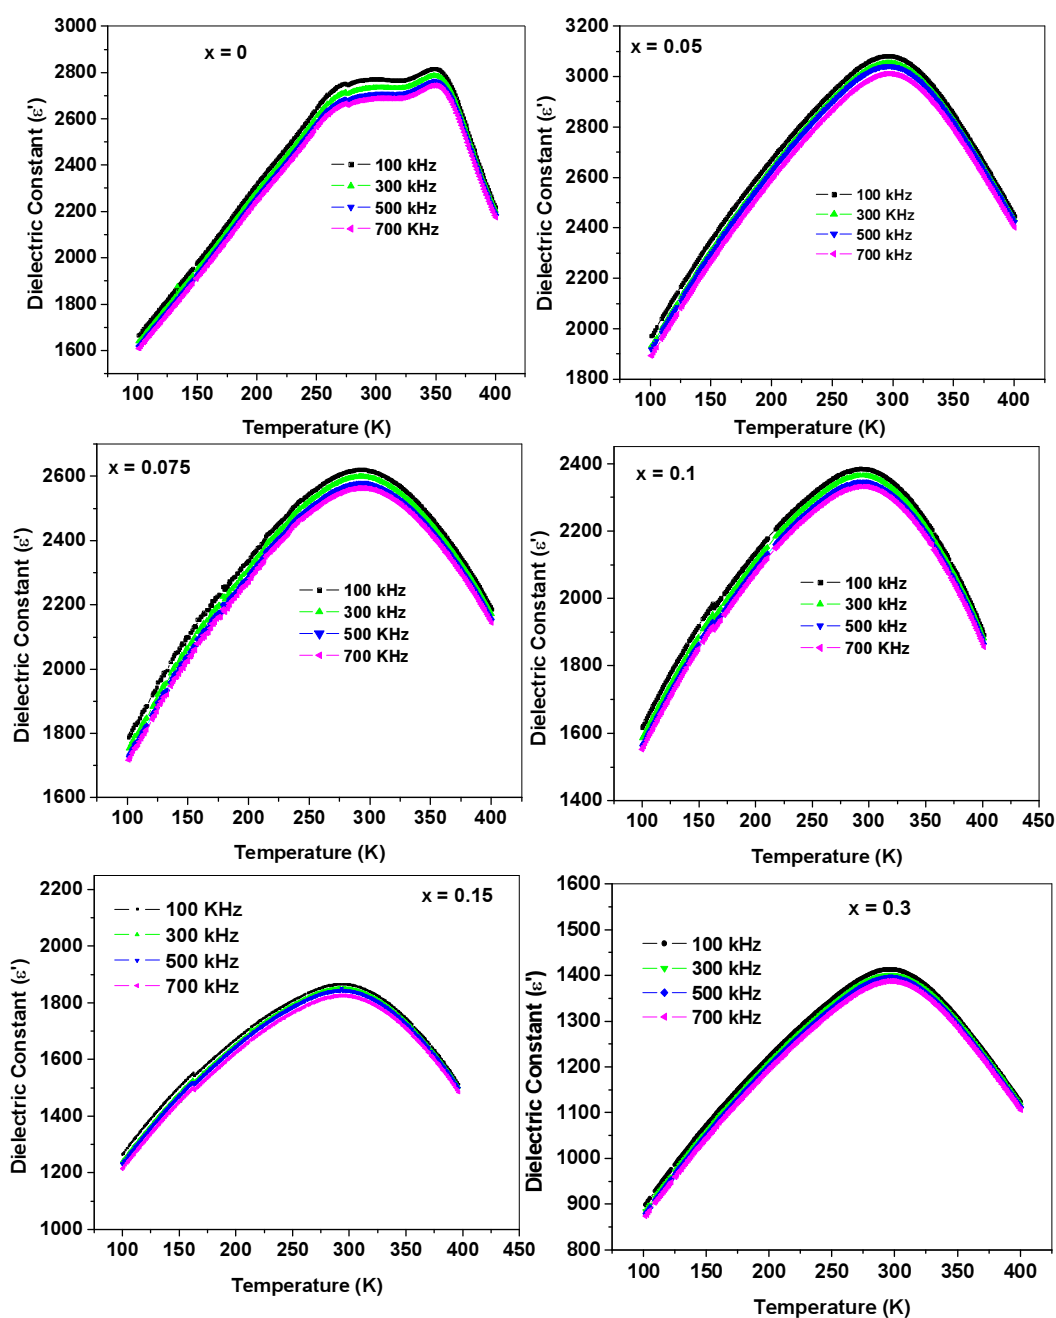 x = 0
Dielectric Constant (ε')
3000
2800
2600
2400
2200
2000
1800
1600
100 kHz
300 kHz
500 kHz
700 KHz
100 150 200 250 300 350 400
Temperature (K)
x = 0.05
Dielectric Constant (ε')
3200
3000
2800
2600
2400
2200
2000
1800
100 kHz
300 KHz
500 kHz
700 kHz
100 150 200 250 300 350 400
Temperature (K)
x = 0.075
Dielectric Constant (ε')
2600
2400
2200
2000
1800
1600
100 kHz
300 kHz
500 KHz
700 KHz
100 150 200 250 300 350 400
Temperature (K)
x = 0.1
Dielectric Constant (ε')
2400
2200
2000
1800
1600
1400
100 kHz
300 kHz
500 kHz
700 KHz
100 150 200 250 300 350 400 450
Temperature (K)
x = 0.15
Dielectric Constant (ε')
2200
2000
1800
1600
1400
1200
1000
100 KHz
300 kHz
500 kHz
700 kHz
100 150 200 250 300 350 400 450
Temperature (K)
x = 0.3
Dielectric Constant (ε')
1600
1500
1400
1300
1200
1100
1000
900
800
100 kHz
300 kHz
500 kHz
700 kHz
100 150 200 250 300 350 400
Temperature (K)